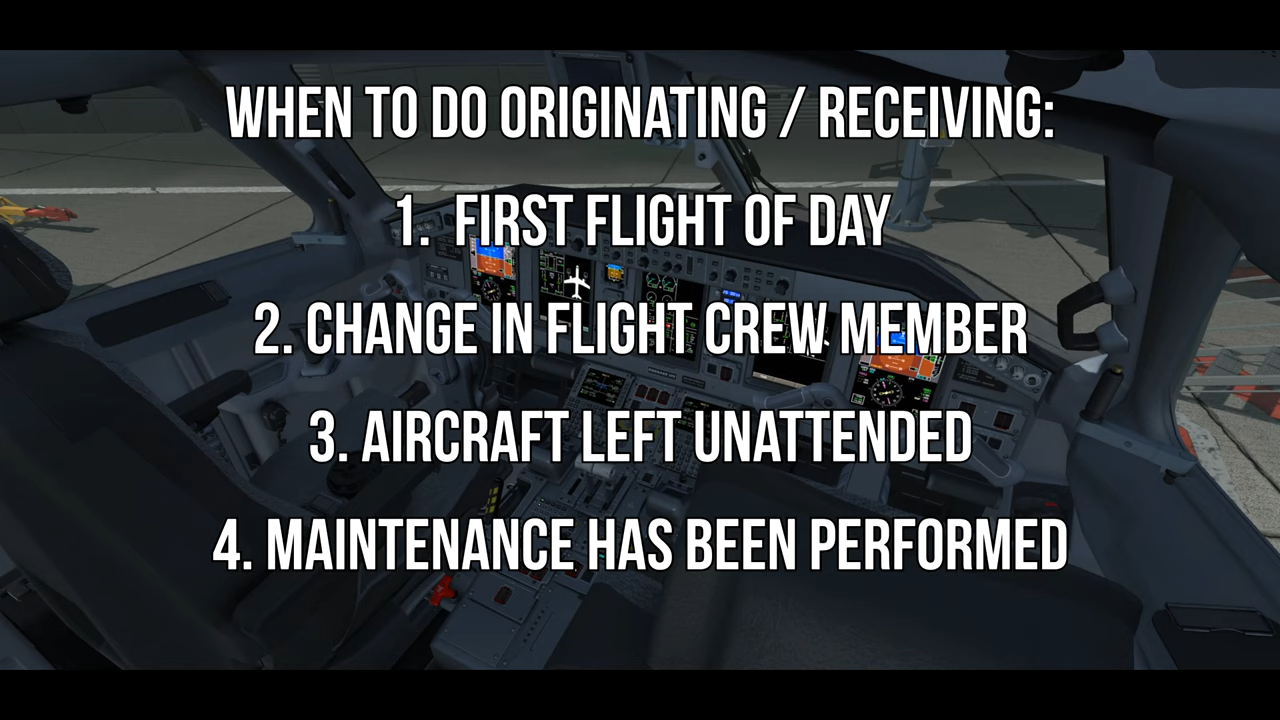 WHEN TO DO ORIGINATING / RECEIVING:
1. FIRST FLIGHT OF DAY
2. CHANGE IN FLIGHT CREW MEMBER
3. AIRCRAFT LEFT UNATTENDED
4. MAINTENANCE HAS BEEN PERFORMED